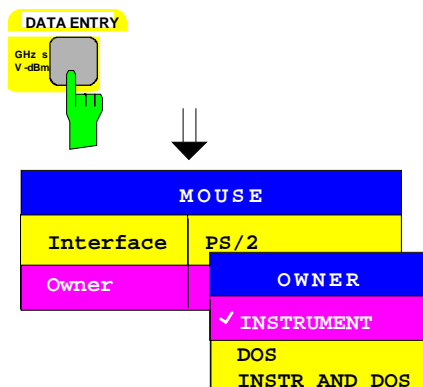 DATA ENTRY
GHz s
V -dBm
MOUSE
Interface PS/2
Owner
OWNER
✓ INSTRUMENT
DOS
INSTR AND DOS